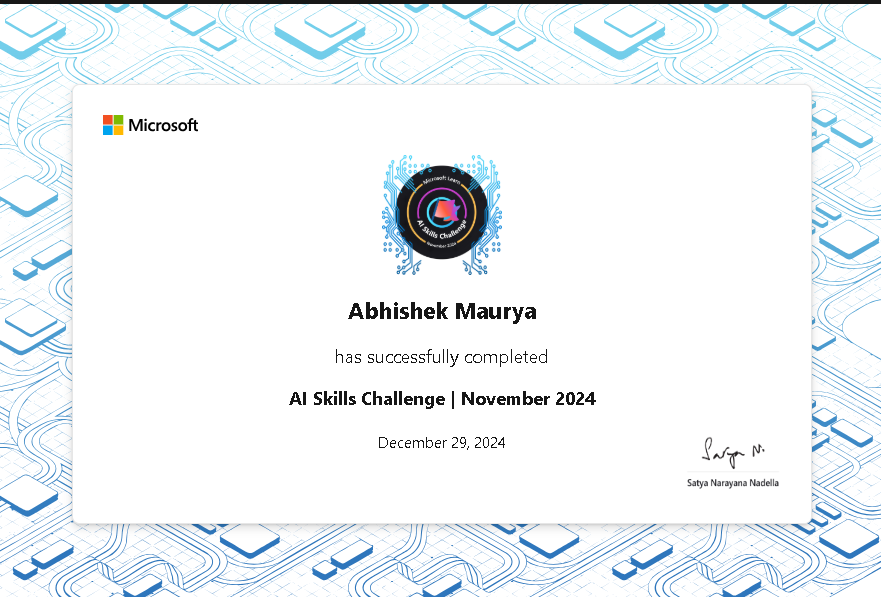 Microsoft
Microsoft Learn
AI Skills Challenge
November 2024
Abhishek Maurya
has successfully completed
AI Skills Challenge | November 2024
December 29, 2024
Satya N.
Satya Narayana Nadella